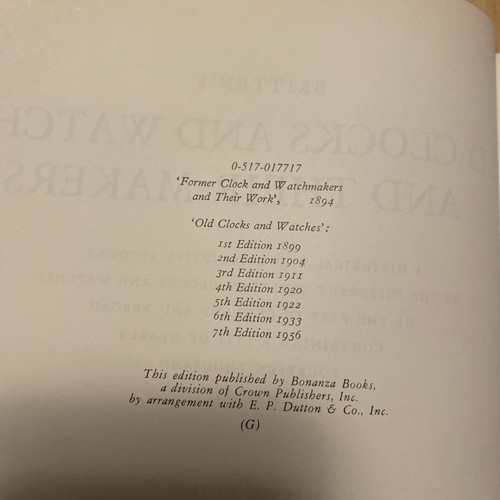 0-517-017717
'Former Clock and Watchmakers
and Their Work', 1894
'Old Clocks and Watches':
1st Edition 1899
2nd Edition 1904
3rd Edition 1911
4th Edition 1920
5th Edition 1922
6th Edition 1933
7th Edition 1956
This edition published by Bonanza Books,
a division of Crown Publishers, Inc.
by arrangement with E. P. Dutton & Co., Inc.
(G)